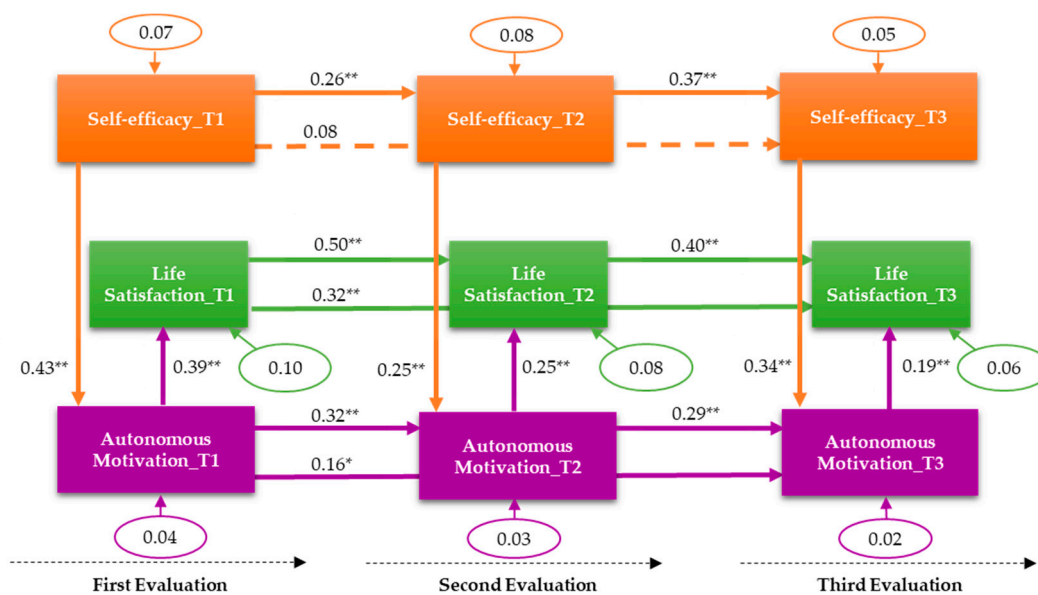 0.07
0.08
0.05
0.26**
0.37**
Self-efficacy_T1
Self-efficacy_T2
Self-efficacy_T3
0.08
0.50**
0.40**
Life
Satisfaction_T1
Life
Satisfaction_T2
Life
Satisfaction_T3
0.32**
0.43**
0.39**
0.10
0.25**
0.25**
0.08
0.34**
0.19**
0.06
0.32**
0.29**
Autonomous
Motivation_T1
Autonomous
Motivation_T2
Autonomous
Motivation_T3
0.16*
0.04
0.03
0.02
First Evaluation
Second Evaluation
Third Evaluation